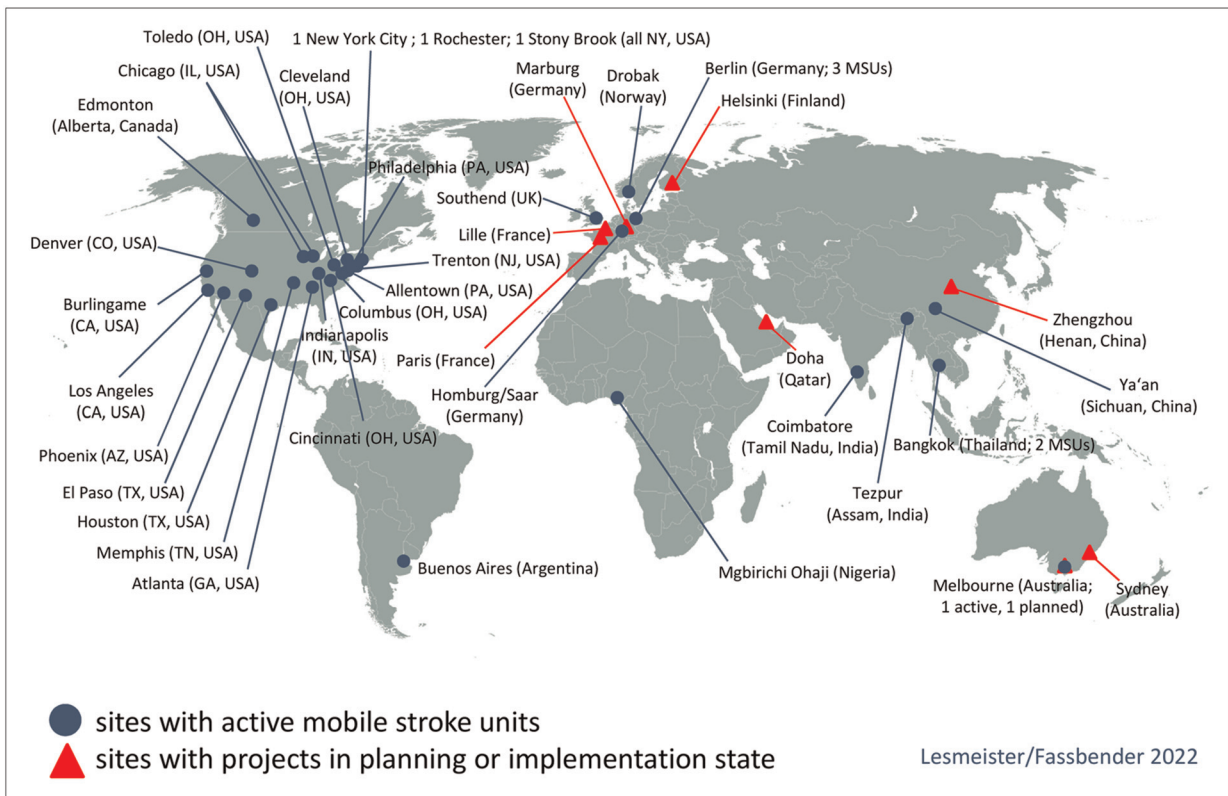 Toledo (OH, USA)
1 New York City ; 1 Rochester; 1 Stony Brook (all NY, USA)
Chicago (IL, USA)
Cleveland
(OH, USA)
Marburg
(Germany)
Drobak
(Norway)
Berlin (Germany; 3 MSUs)
Helsinki (Finland)
Edmonton
(Alberta, Canada)
Philadelphia (PA, USA)
Southend (UK)
Denver (CO, USA)
Lille (France)
Trenton (NJ, USA)
Allentown (PA, USA)
Burlingame
(CA, USA)
Columbus (OH, USA)
Indianapolis
(IN, USA)
Paris (France)
Zhengzhou
(Henan, China)
Doha
(Qatar)
Los Angeles
(CA, USA)
Homburg/Saar
(Germany)
Ya‘an
(Sichuan, China)
Coimbatore
(Tamil Nadu, India)
Bangkok (Thailand; 2 MSUs)
Cincinnati (OH, USA)
Phoenix (AZ, USA)
El Paso (TX, USA)
Tezpur
(Assam, India)
Houston (TX, USA)
Memphis (TN, USA)
Atlanta (GA, USA)
Buenos Aires (Argentina)
Mgbirichi Ohaji (Nigeria)
Melbourne (Australia;
1 active, 1 planned)
Sydney
(Australia)
sites with active mobile stroke units
sites with projects in planning or implementation state
Lesmeister/Fassbender 2022